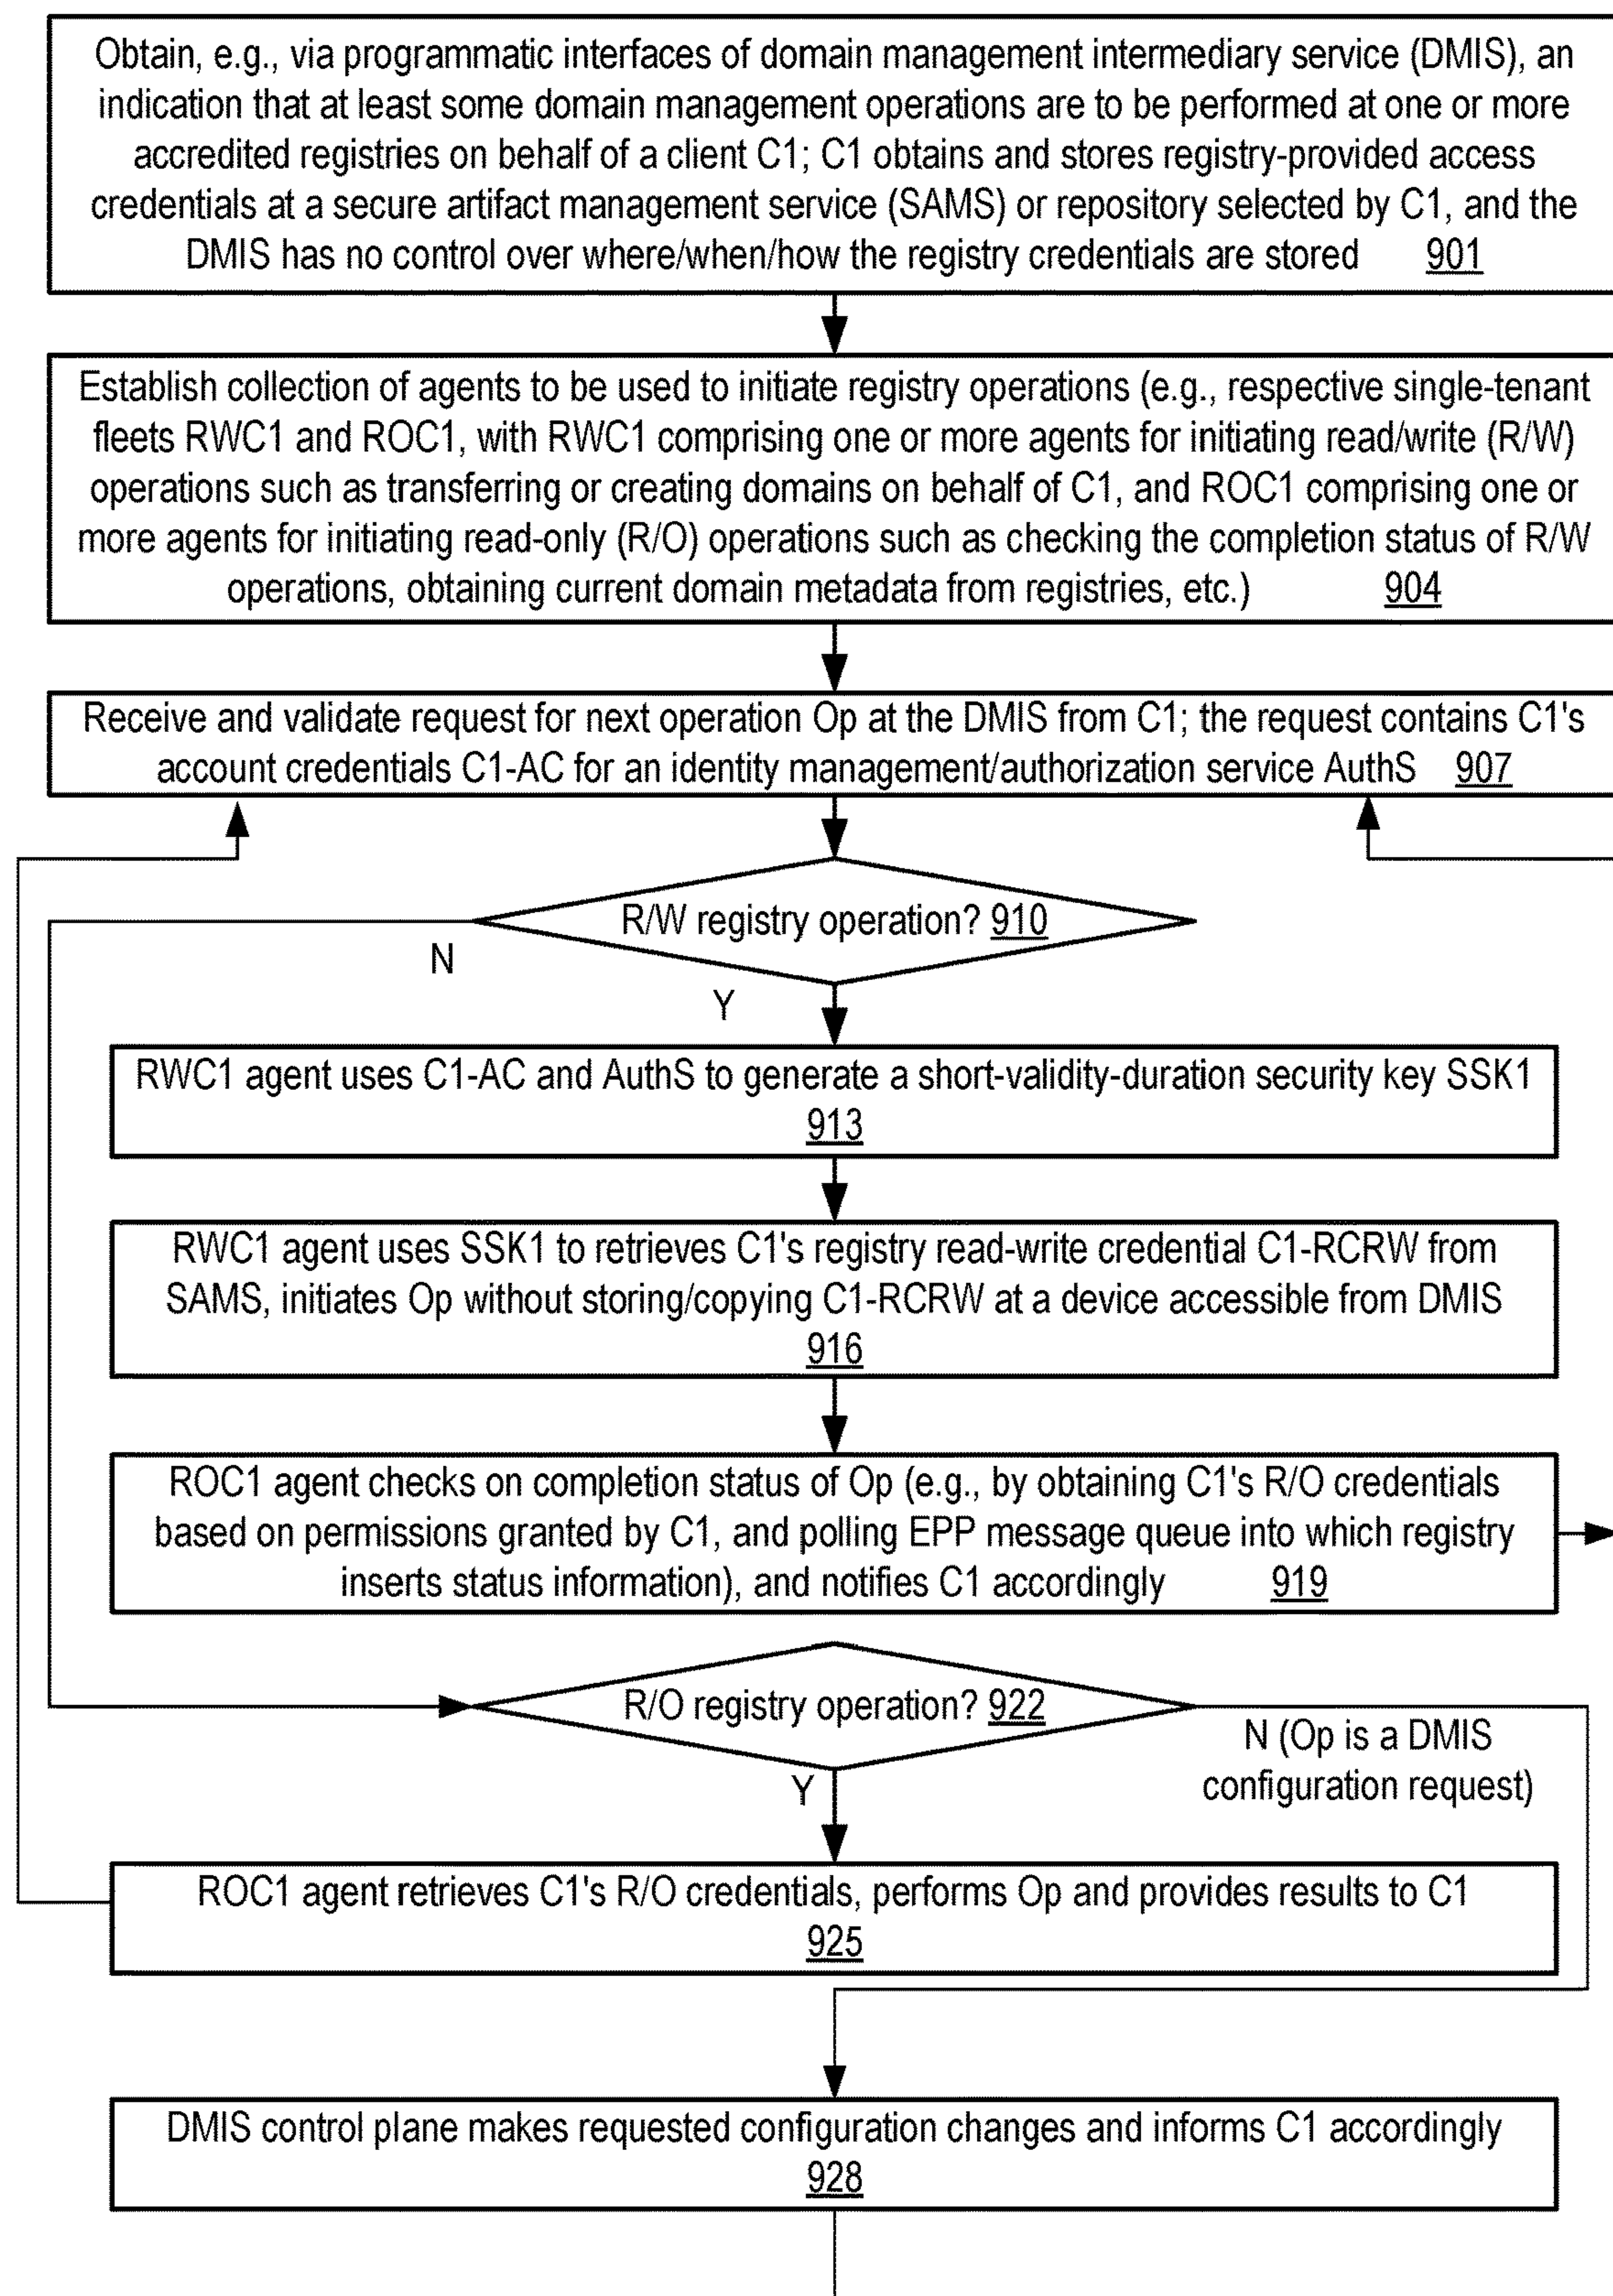 Obtain, e.g., via programmatic interfaces of domain management intermediary service (DMIS), an
indication that at least some domain management operations are to be performed at one or more
accredited registries on behalf of a client C1; C1 obtains and stores registry-provided access
credentials at a secure artifact management service (SAMS) or repository selected by C1, and the
DMIS has no control over where/when/how the registry credentials are stored 901
Establish collection of agents to be used to initiate registry operations (e.g., respective single-tenant
fleets RWC1 and ROC1, with RWC1 comprising one or more agents for initiating read/write (R/W)
operations such as transferring or creating domains on behalf of C1, and ROC1 comprising one or
more agents for initiating read-only (R/O) operations such as checking the completion status of R/W
operations, obtaining current domain metadata from registries, etc.) 904
Receive and validate request for next operation Op at the DMIS from C1; the request contains C1's
account credentials C1-AC for an identity management/authorization service AuthS 907
R/W registry operation? 910
N
Y
RWC1 agent uses C1-AC and AuthS to generate a short-validity-duration security key SSK1
913
RWC1 agent uses SSK1 to retrieves C1's registry read-write credential C1-RCRW from
SAMS, initiates Op without storing/copying C1-RCRW at a device accessible from DMIS
916
ROC1 agent checks on completion status of Op (e.g., by obtaining C1's R/O credentials
based on permissions granted by C1, and polling EPP message queue into which registry
inserts status information), and notifies C1 accordingly 919
R/O registry operation? 922
N (Op is a DMIS
configuration request)
Y
ROC1 agent retrieves C1's R/O credentials, performs Op and provides results to C1
925
DMIS control plane makes requested configuration changes and informs C1 accordingly
928